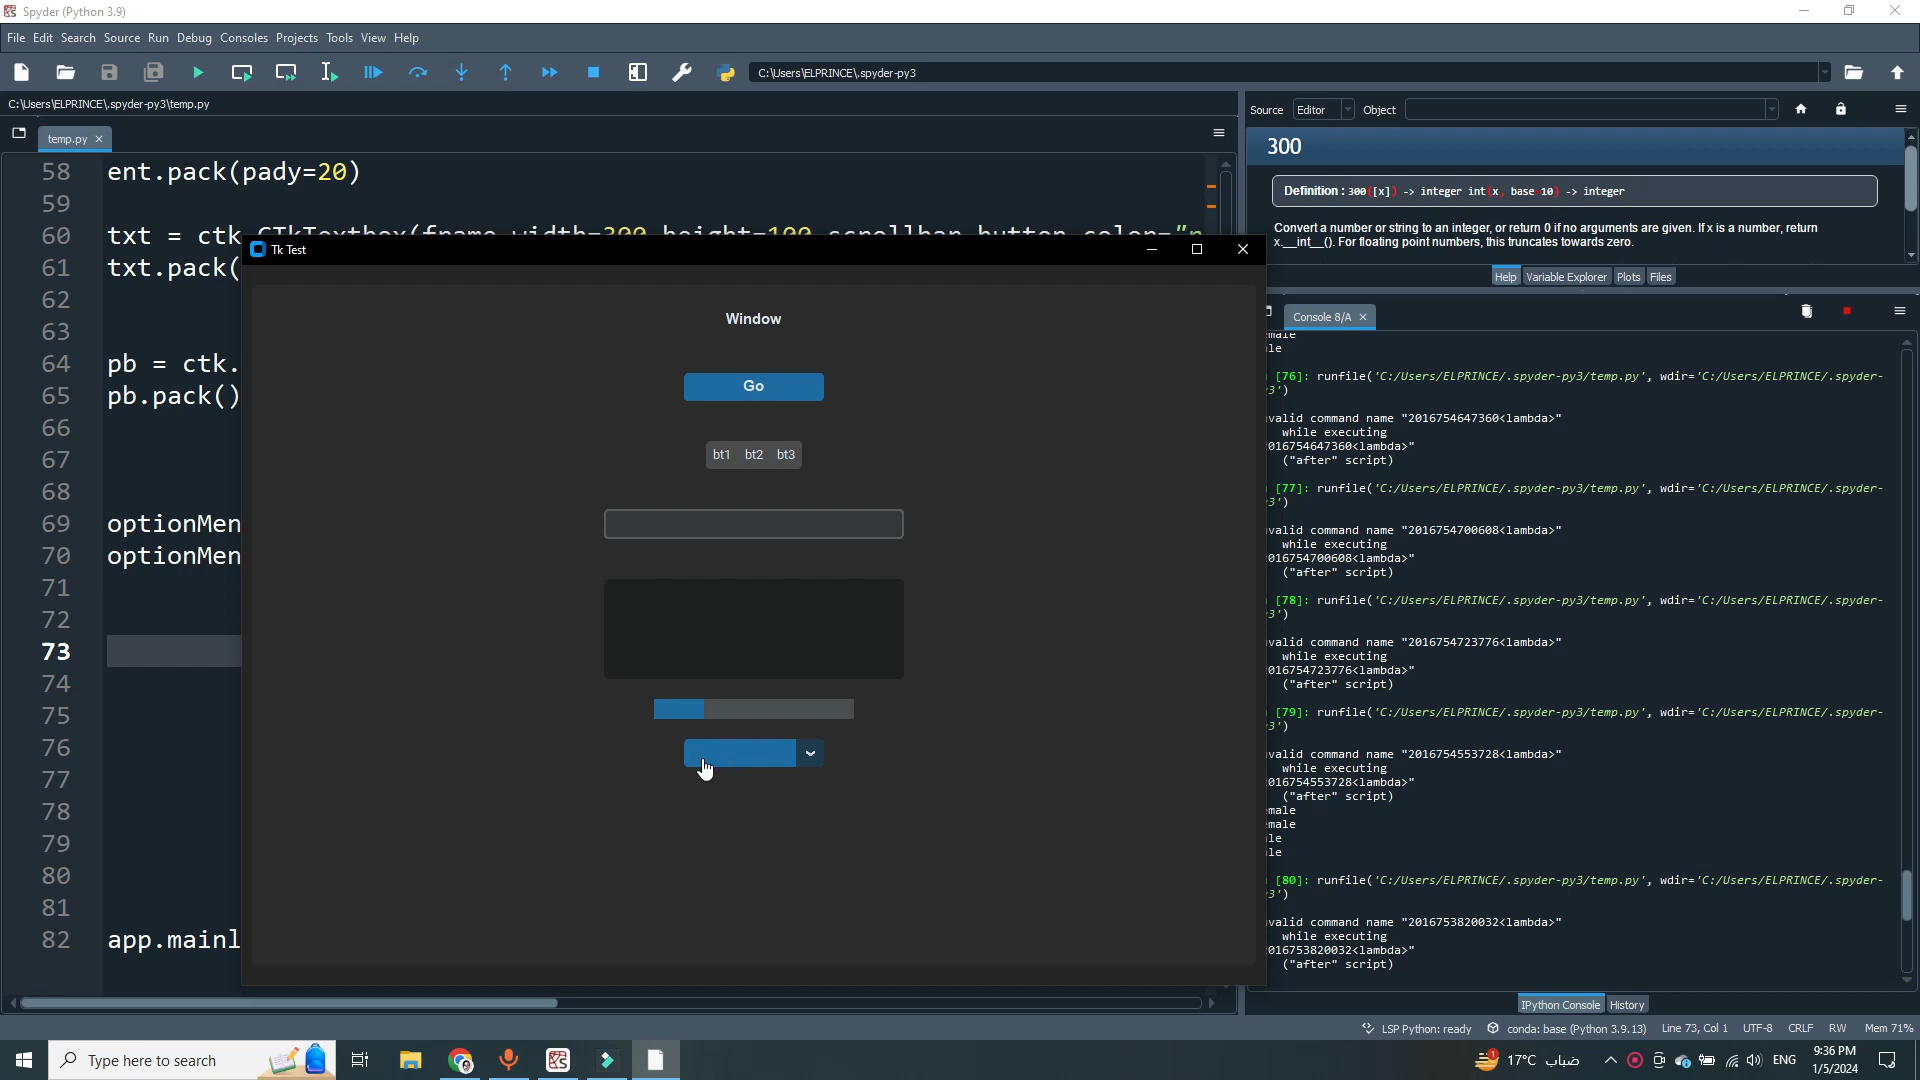 Spyder (Python 3.9)
File Edit Search Source Run Debug Consoles Projects Tools View Help
C:\Users\ELPRINCE\.spyder-py3
C:\Users\ELPRINCE\.spyder-py3\temp.py
temp.py
58 ent.pack(pady=20)
59
60 txt = ctk.CTkTextbox(frame, width=300, height=100, scrollbar_button_color="r
61 txt.pack(
62
63
64 pb = ctk.
65 pb.pack()
66
67
68
69 optionMen
70 optionMen
71
72
73
74
75
76
77
78
79
80
81
82 app.mainl
Tk Test
Window
Go
bt1 bt2 bt3
Source Editor Object
300
Definition : 300([x]) -> integer int(x, base=10) -> integer
Convert a number or string to an integer, or return 0 if no arguments are given. If x is a number, return
x.__int__(). For floating point numbers, this truncates towards zero.
Help Variable Explorer Plots Files
Console 8/A
male
le
[76]: runfile('C:/Users/ELPRINCE/.spyder-py3/temp.py', wdir='C:/Users/ELPRINCE/.spyder-
3')
valid command name "2016754647360<lambda>"
while executing
016754647360<lambda>"
("after" script)
[77]: runfile('C:/Users/ELPRINCE/.spyder-py3/temp.py', wdir='C:/Users/ELPRINCE/.spyder-
3')
valid command name "2016754700608<lambda>"
while executing
016754700608<lambda>"
("after" script)
[78]: runfile('C:/Users/ELPRINCE/.spyder-py3/temp.py', wdir='C:/Users/ELPRINCE/.spyder-
3')
valid command name "2016754723776<lambda>"
while executing
016754723776<lambda>"
("after" script)
[79]: runfile('C:/Users/ELPRINCE/.spyder-py3/temp.py', wdir='C:/Users/ELPRINCE/.spyder-
3')
valid command name "2016754553728<lambda>"
while executing
016754553728<lambda>"
("after" script)
male
male
le
le
[80]: runfile('C:/Users/ELPRINCE/.spyder-py3/temp.py', wdir='C:/Users/ELPRINCE/.spyder-
3')
valid command name "2016753820032<lambda>"
while executing
016753820032<lambda>"
("after" script)
IPython Console History
LSP Python: ready conda: base (Python 3.9.13) Line 73, Col 1 UTF-8 CRLF RW Mem 71%
Type here to search
1 17°C ضباب ENG 9:36 PM
1/5/2024